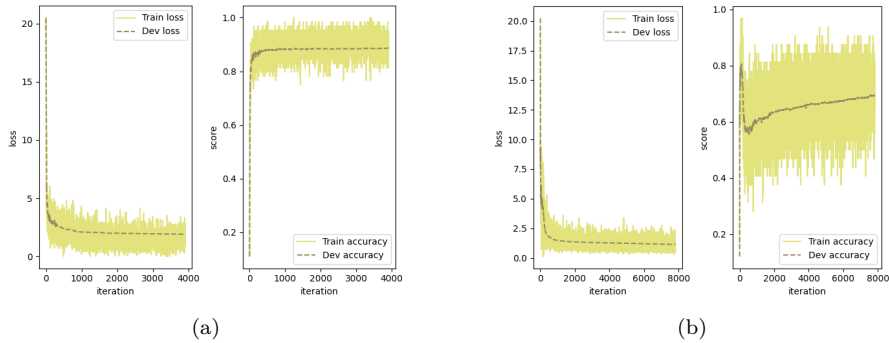 Train loss
Dev loss
20
15
10
5
0
loss
0 1000 2000 3000 4000
iteration
1.0
0.8
0.6
0.4
0.2
score
Train accuracy
Dev accuracy
0 1000 2000 3000 4000
iteration
(a)
Train loss
Dev loss
20.0
17.5
15.0
12.5
10.0
7.5
5.0
2.5
0.0
loss
0 2000 4000 6000 8000
iteration
1.0
0.8
0.6
0.4
0.2
score
Train accuracy
Dev accuracy
0 2000 4000 6000 8000
iteration
(b)